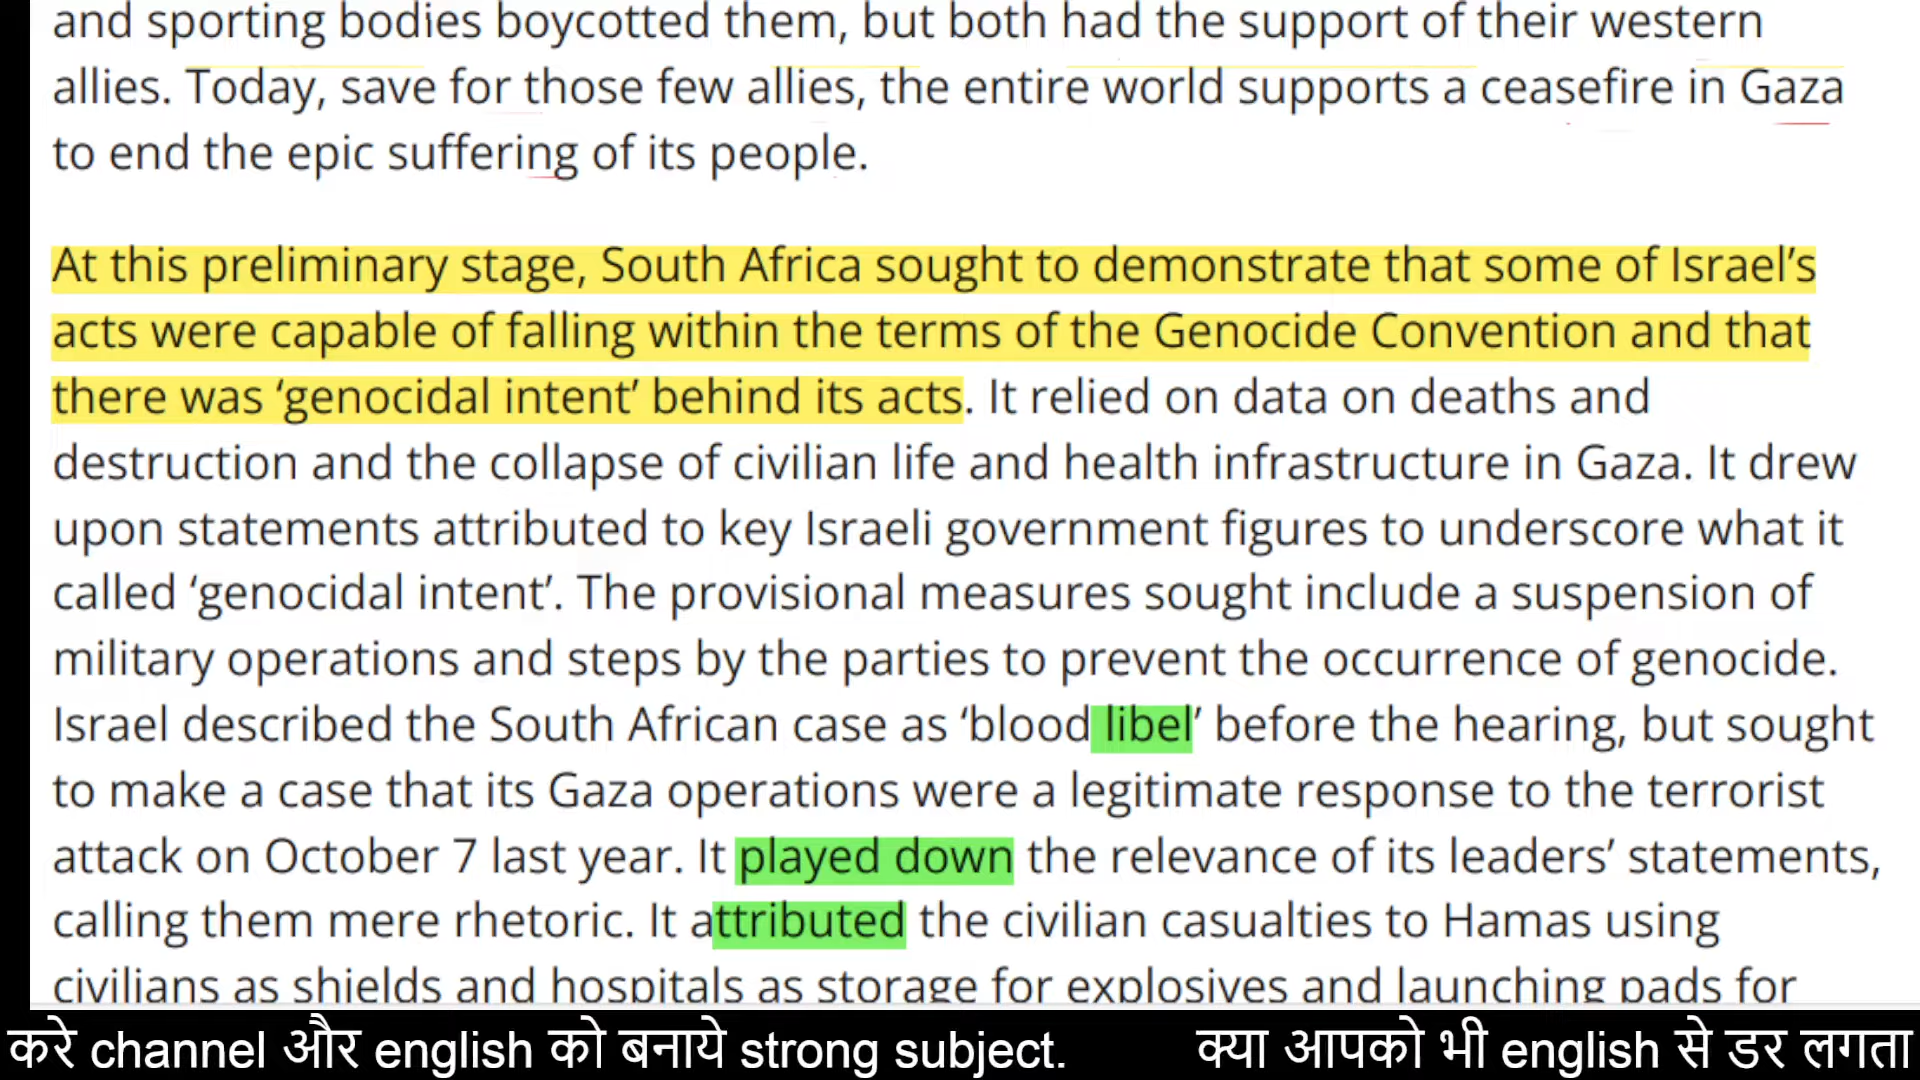 and sporting bodies boycotted them, but both had the support of their western
allies. Today, save for those few allies, the entire world supports a ceasefire in Gaza
to end the epic suffering of its people.
At this preliminary stage, South Africa sought to demonstrate that some of Israel’s
acts were capable of falling within the terms of the Genocide Convention and that
there was ‘genocidal intent’ behind its acts. It relied on data on deaths and
destruction and the collapse of civilian life and health infrastructure in Gaza. It drew
upon statements attributed to key Israeli government figures to underscore what it
called ‘genocidal intent’. The provisional measures sought include a suspension of
military operations and steps by the parties to prevent the occurrence of genocide.
Israel described the South African case as ‘blood libel’ before the hearing, but sought
to make a case that its Gaza operations were a legitimate response to the terrorist
attack on October 7 last year. It played down the relevance of its leaders’ statements,
calling them mere rhetoric. It attributed the civilian casualties to Hamas using
civilians as shields and hospitals as storage for explosives and launching pads for
करे channel और english को बनाये strong subject. क्या आपको भी english से डर लगता